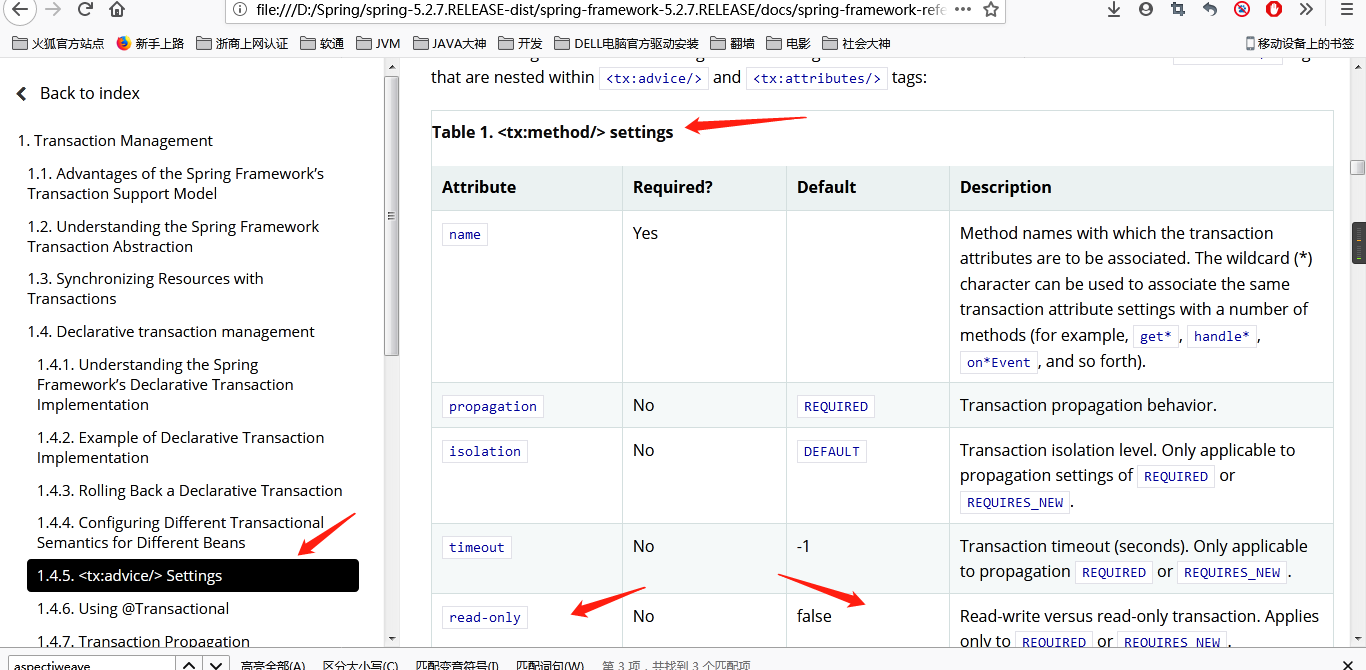 file:///D:/Spring/spring-5.2.7.RELEASE-dist/spring-framework-5.2.7.RELEASE/docs/spring-framework-refe
火狐官方站点 新手上路 浙商上网认证 软通 JVM JAVA大神 开发 DELL电脑官方驱动安装 翻墙 电影 社会大神 移动设备上的书签
Back to index
1. Transaction Management
1.1. Advantages of the Spring Framework’s
Transaction Support Model
1.2. Understanding the Spring Framework
Transaction Abstraction
1.3. Synchronizing Resources with
Transactions
1.4. Declarative transaction management
1.4.1. Understanding the Spring
Framework’s Declarative Transaction
Implementation
1.4.2. Example of Declarative Transaction
Implementation
1.4.3. Rolling Back a Declarative Transaction
1.4.4. Configuring Different Transactional
Semantics for Different Beans
1.4.5. <tx:advice/> Settings
1.4.6. Using @Transactional
1.4.7. Transaction Propagation
that are nested within <tx:advice/> and <tx:attributes/> tags:
Table 1. <tx:method/> settings
Attribute Required? Default Description
name Yes Method names with which the transaction
attributes are to be associated. The wildcard (*)
character can be used to associate the same
transaction attribute settings with a number of
methods (for example, get*, handle*,
on*Event, and so forth).
propagation No REQUIRED Transaction propagation behavior.
isolation No DEFAULT Transaction isolation level. Only applicable to
propagation settings of REQUIRED or
REQUIRES_NEW.
timeout No -1 Transaction timeout (seconds). Only applicable
to propagation REQUIRED or REQUIRES_NEW.
read-only No false Read-write versus read-only transaction. Applies
only to REQUIRED or REQUIRES_NEW.
aspectjweave 高亮全部(A) 区分大小写(C) 匹配变音符号(I) 匹配词句(W) 第 3 项，共找到 3 个匹配项